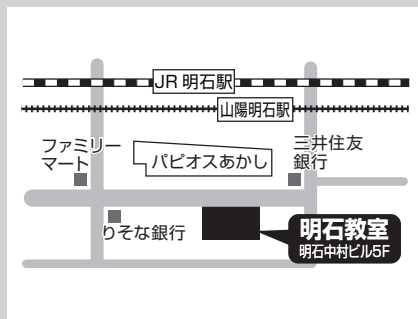 JR 明石駅
山陽明石駅
ファミリー
マート
パピオスあかし
三井住友
銀行
りそな銀行
明石教室
明石中村ビル5F